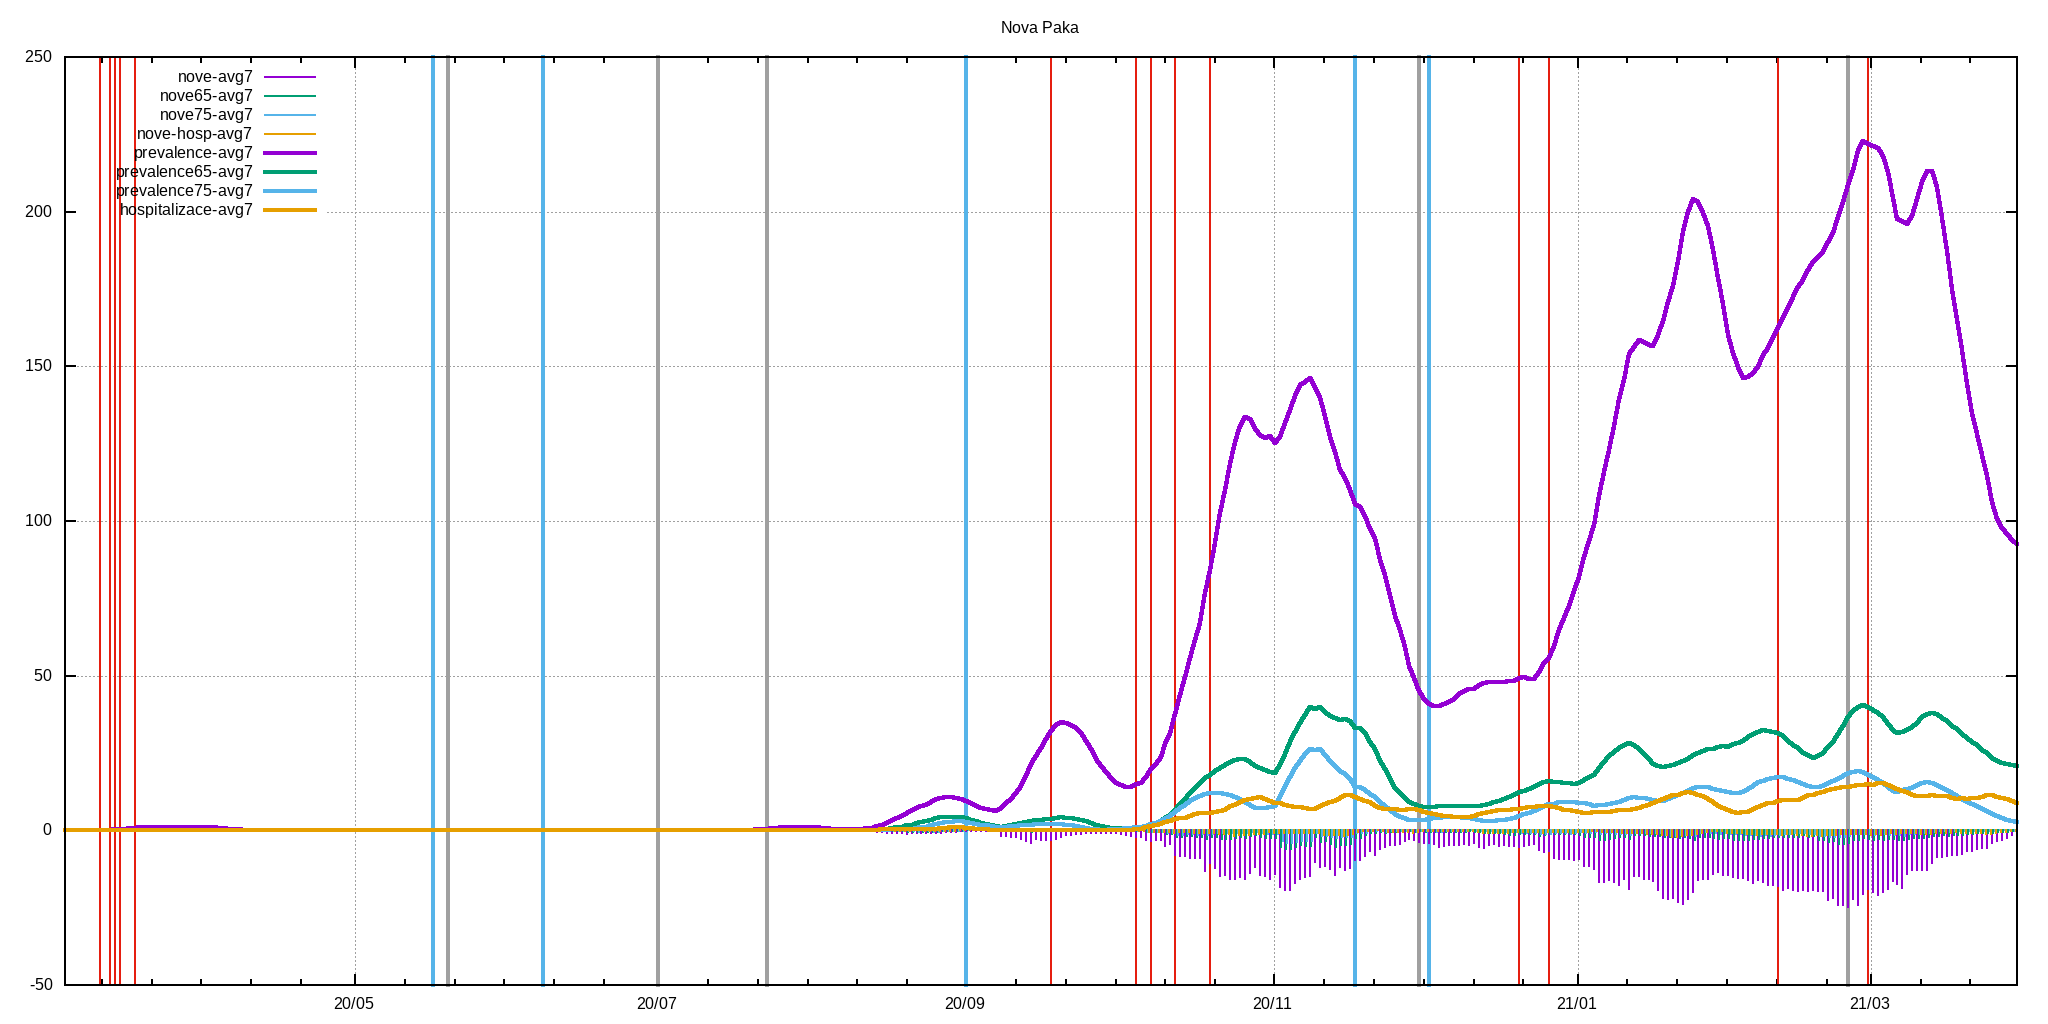 Nova Paka
250
200
150
100
50
0
-50
nove-avg7
nove65-avg7
nove75-avg7
nove-hosp-avg7
prevalence-avg7
prevalence65-avg7
prevalence75-avg7
hospitalizace-avg7
20/05 20/07 20/09 20/11 21/01 21/03